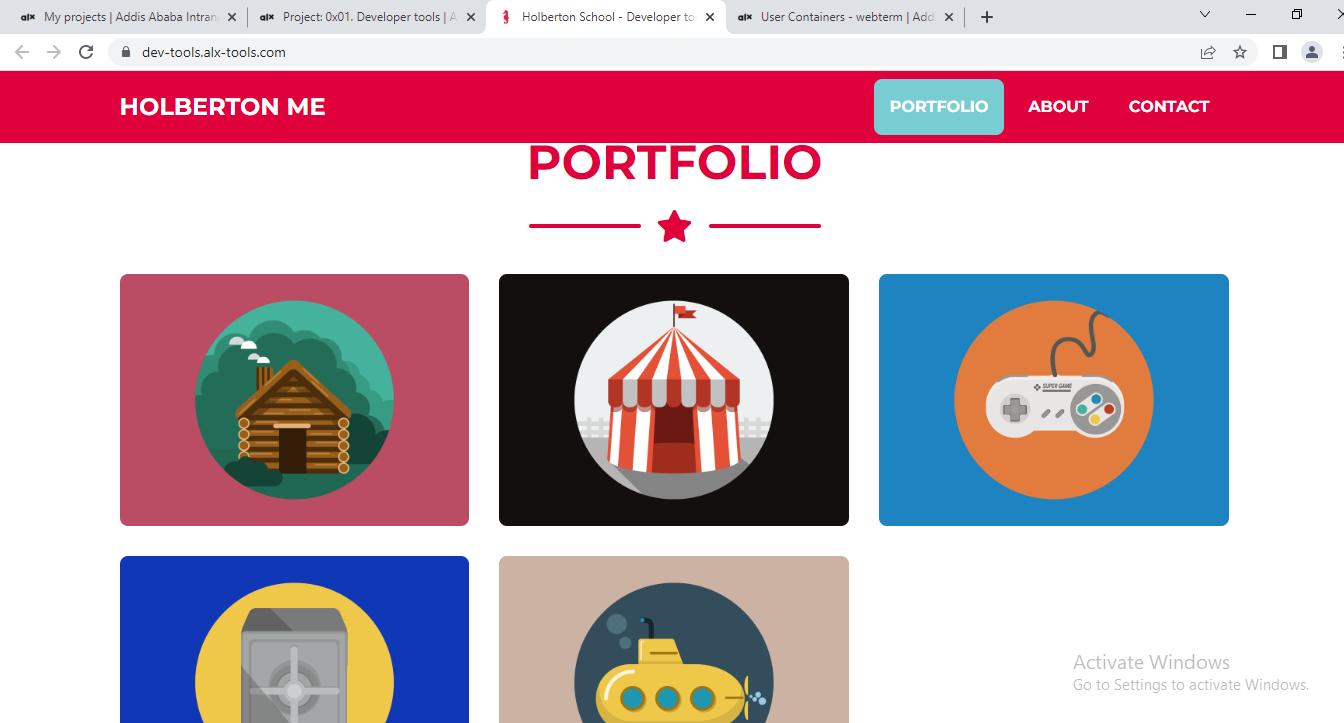 alx My projects | Addis Ababa Intran
alx Project: 0x01. Developer tools | A
Holberton School - Developer to
alx User Containers - webterm | Add
dev-tools.alx-tools.com
HOLBERTON ME
PORTFOLIO
ABOUT
CONTACT
PORTFOLIO
SUPER GAME
Activate Windows
Go to Settings to activate Windows.